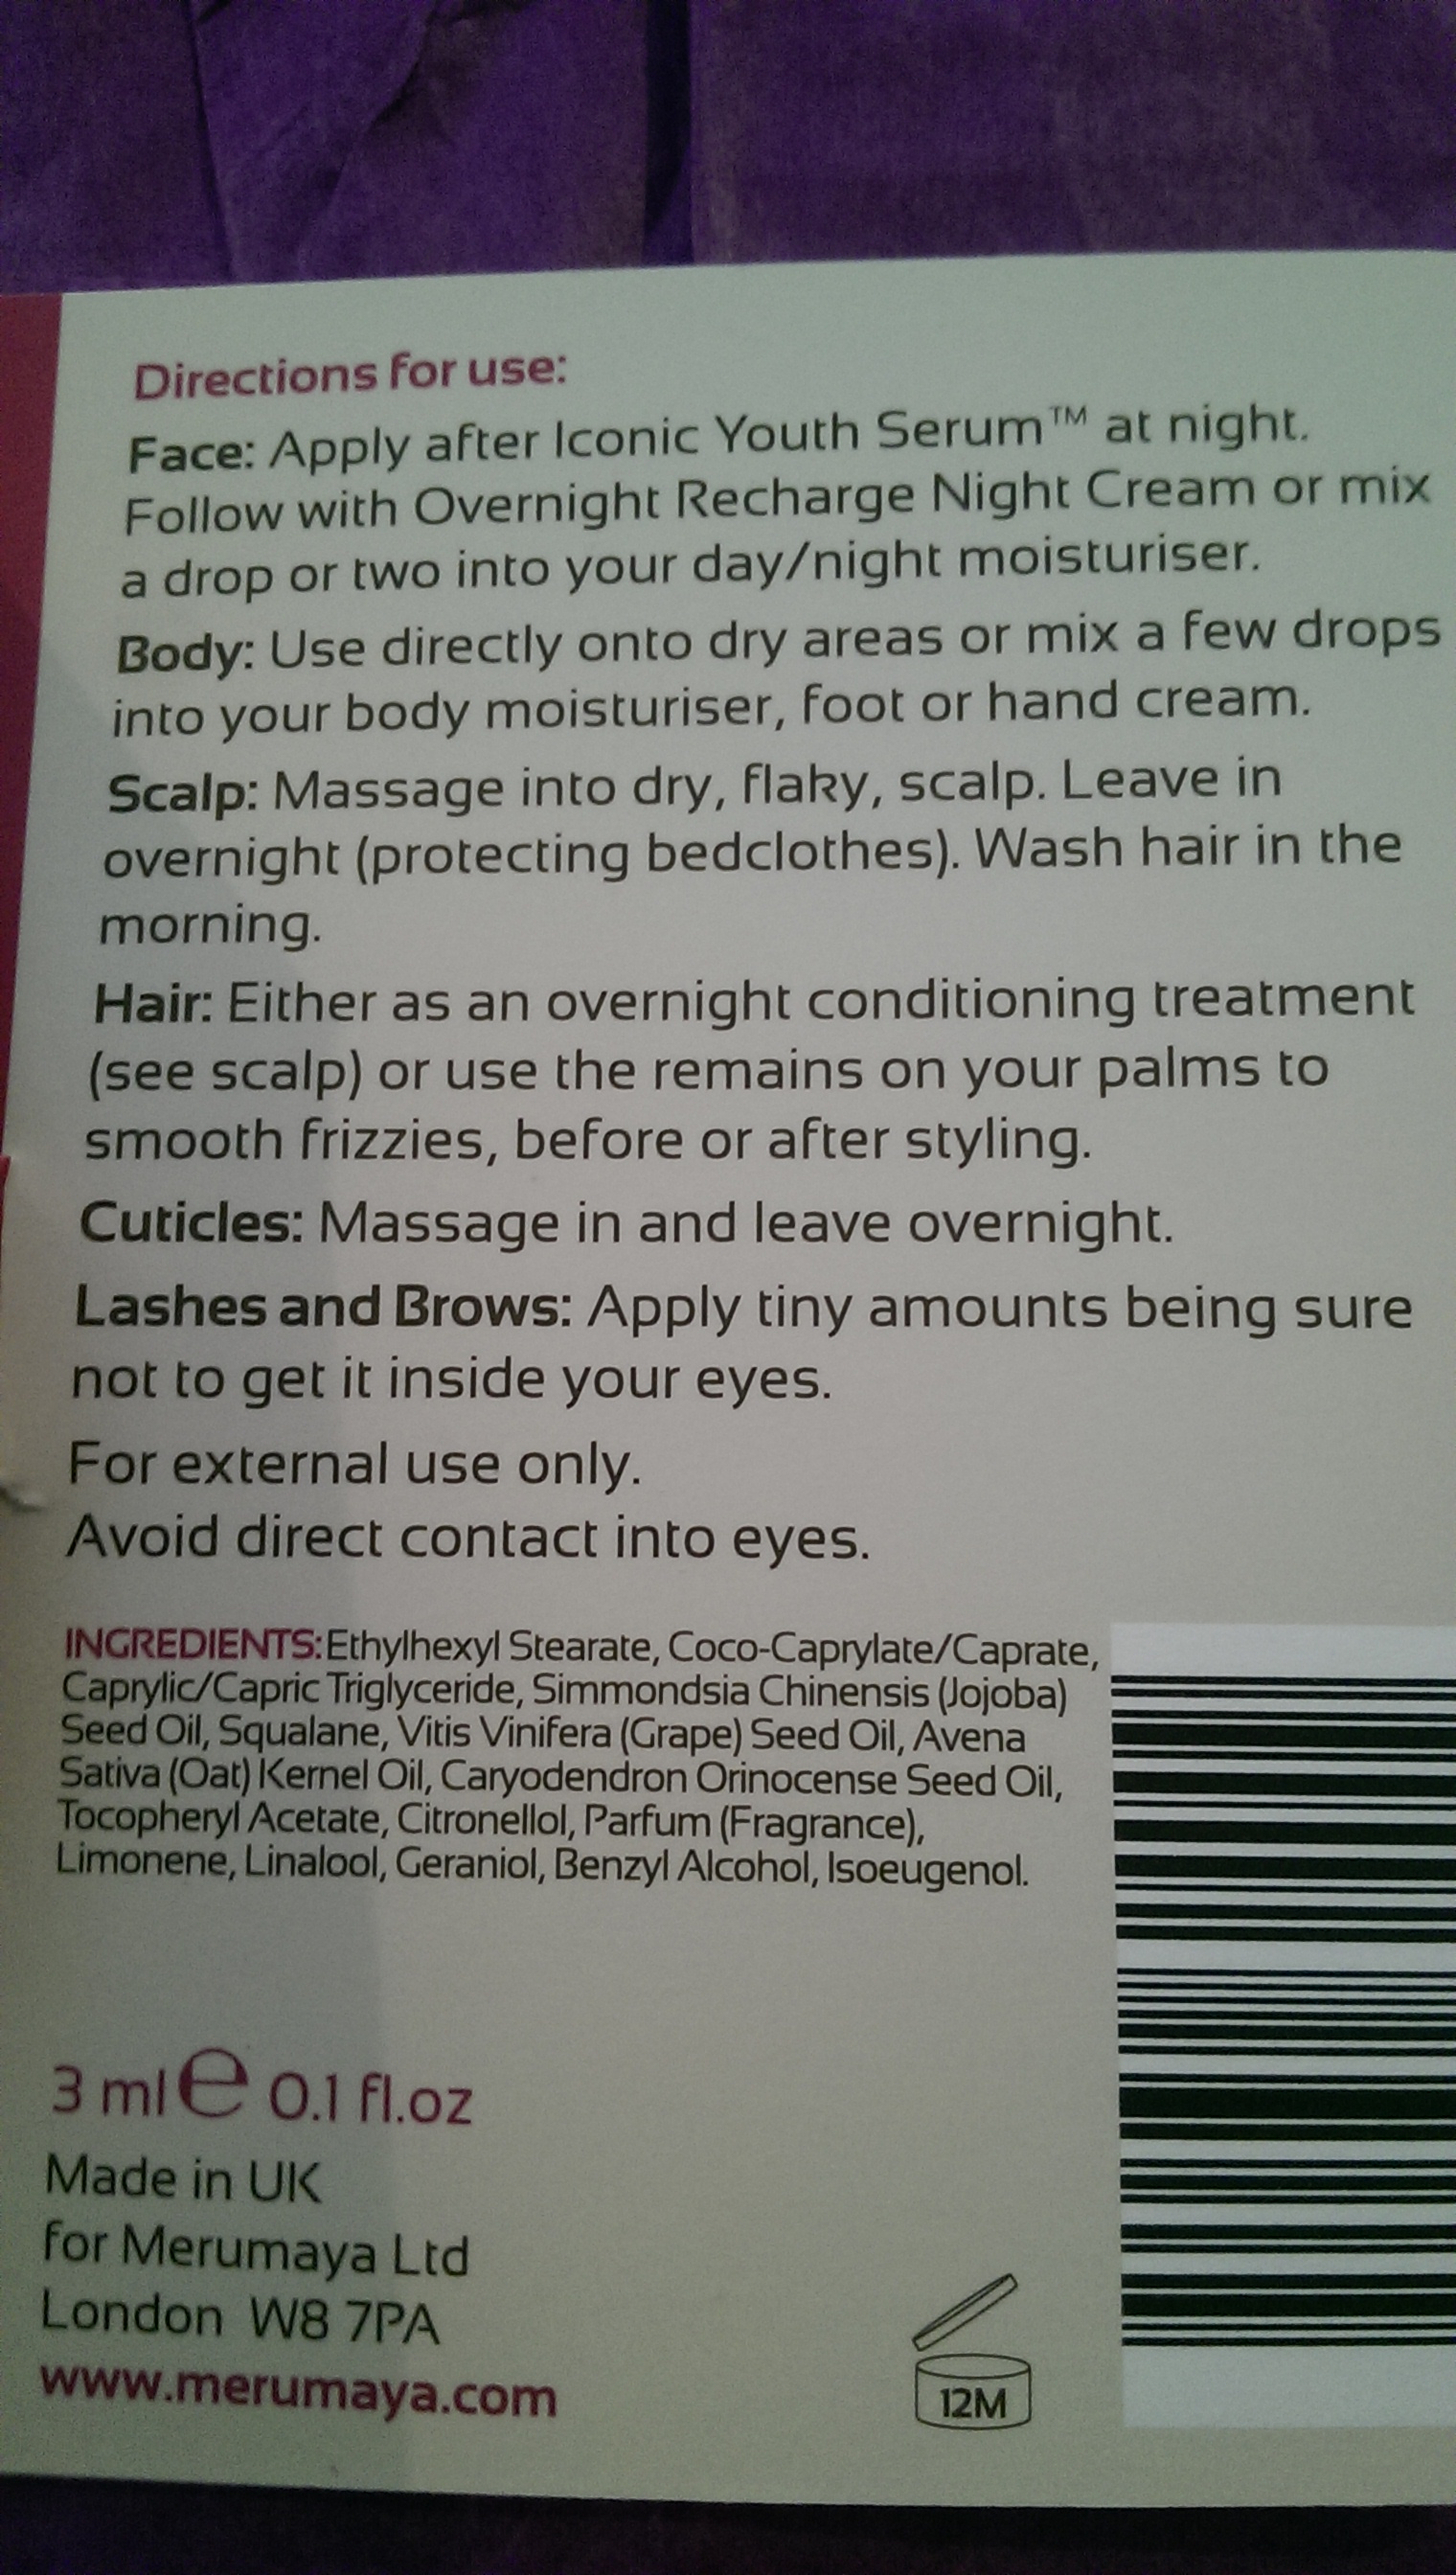 Directions for use:
Face: Apply after Iconic Youth Serum™ at night.
Follow with Overnight Recharge Night Cream or mix
a drop or two into your day/night moisturiser.
Body: Use directly onto dry areas or mix a few drops
into your body moisturiser, foot or hand cream.
Scalp: Massage into dry, flaky, scalp. Leave in
overnight (protecting bedclothes). Wash hair in the
morning.
Hair: Either as an overnight conditioning treatment
(see scalp) or use the remains on your palms to
smooth frizzies, before or after styling.
Cuticles: Massage in and leave overnight.
Lashes and Brows: Apply tiny amounts being sure
not to get it inside your eyes.
For external use only.
Avoid direct contact into eyes.
INGREDIENTS: Ethylhexyl Stearate, Coco-Caprylate/Caprate,
Caprylic/Capric Triglyceride, Simmondsia Chinensis (Jojoba)
Seed Oil, Squalane, Vitis Vinifera (Grape) Seed Oil, Avena
Sativa (Oat) Kernel Oil, Caryodendron Orinocense Seed Oil,
Tocopheryl Acetate, Citronellol, Parfum (Fragrance),
Limonene, Linalool, Geraniol, Benzyl Alcohol, Isoeugenol.
3 ml e 0.1 fl.oz
Made in UK
for Merumaya Ltd
London W8 7PA
www.merumaya.com
12M